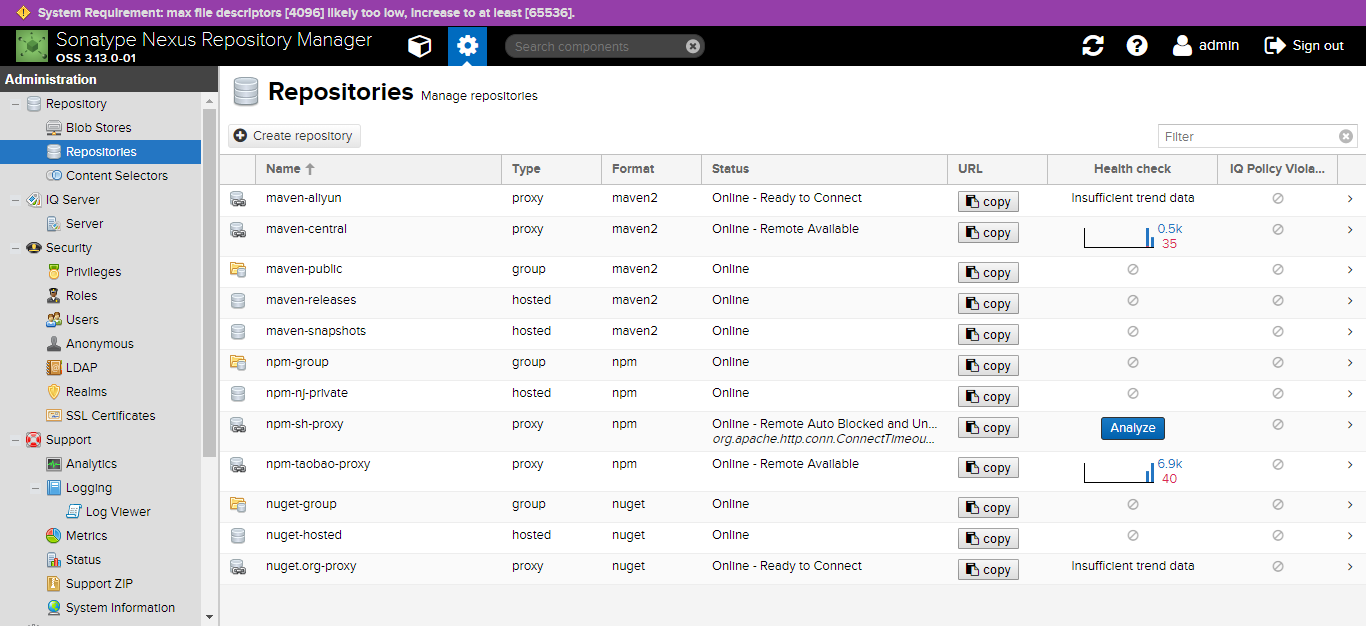 System Requirement: max file descriptors [4096] likely too low, increase to at least [65536].
Sonatype Nexus Repository Manager
OSS 3.13.0-01
Search components
admin
Sign out
Administration
Repository
Blob Stores
Repositories
Content Selectors
IQ Server
Server
Security
Privileges
Roles
Users
Anonymous
LDAP
Realms
SSL Certificates
Support
Analytics
Logging
Log Viewer
Metrics
Status
Support ZIP
System Information
Repositories Manage repositories
Create repository
Filter
Name Type Format Status URL Health check IQ Policy Viola...
maven-aliyun proxy maven2 Online - Ready to Connect copy Insufficient trend data
maven-central proxy maven2 Online - Remote Available copy 0.5k
35
maven-public group maven2 Online copy
maven-releases hosted maven2 Online copy
maven-snapshots hosted maven2 Online copy
npm-group group npm Online copy
npm-nj-private hosted npm Online copy
npm-sh-proxy proxy npm Online - Remote Auto Blocked and Un... copy Analyze
org.apache.http.conn.ConnectTimeou...
npm-taobao-proxy proxy npm Online - Remote Available copy 6.9k
40
nuget-group group nuget Online copy
nuget-hosted hosted nuget Online copy
nuget.org-proxy proxy nuget Online - Ready to Connect copy Insufficient trend data